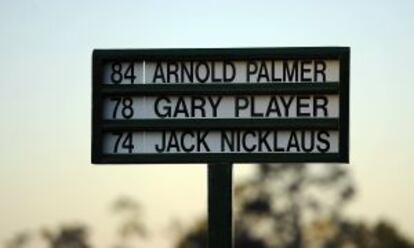 84 ARNOLD PALMER
78 GARY PLAYER
74 JACK NICKLAUS